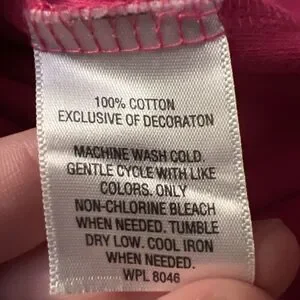 100% COTTON
EXCLUSIVE OF DECORATON
MACHINE WASH COLD.
GENTLE CYCLE WITH LIKE
COLORS. ONLY
NON-CHLORINE BLEACH
WHEN NEEDED. TUMBLE
DRY LOW. COOL IRON
WHEN NEEDED.
WPL 8046